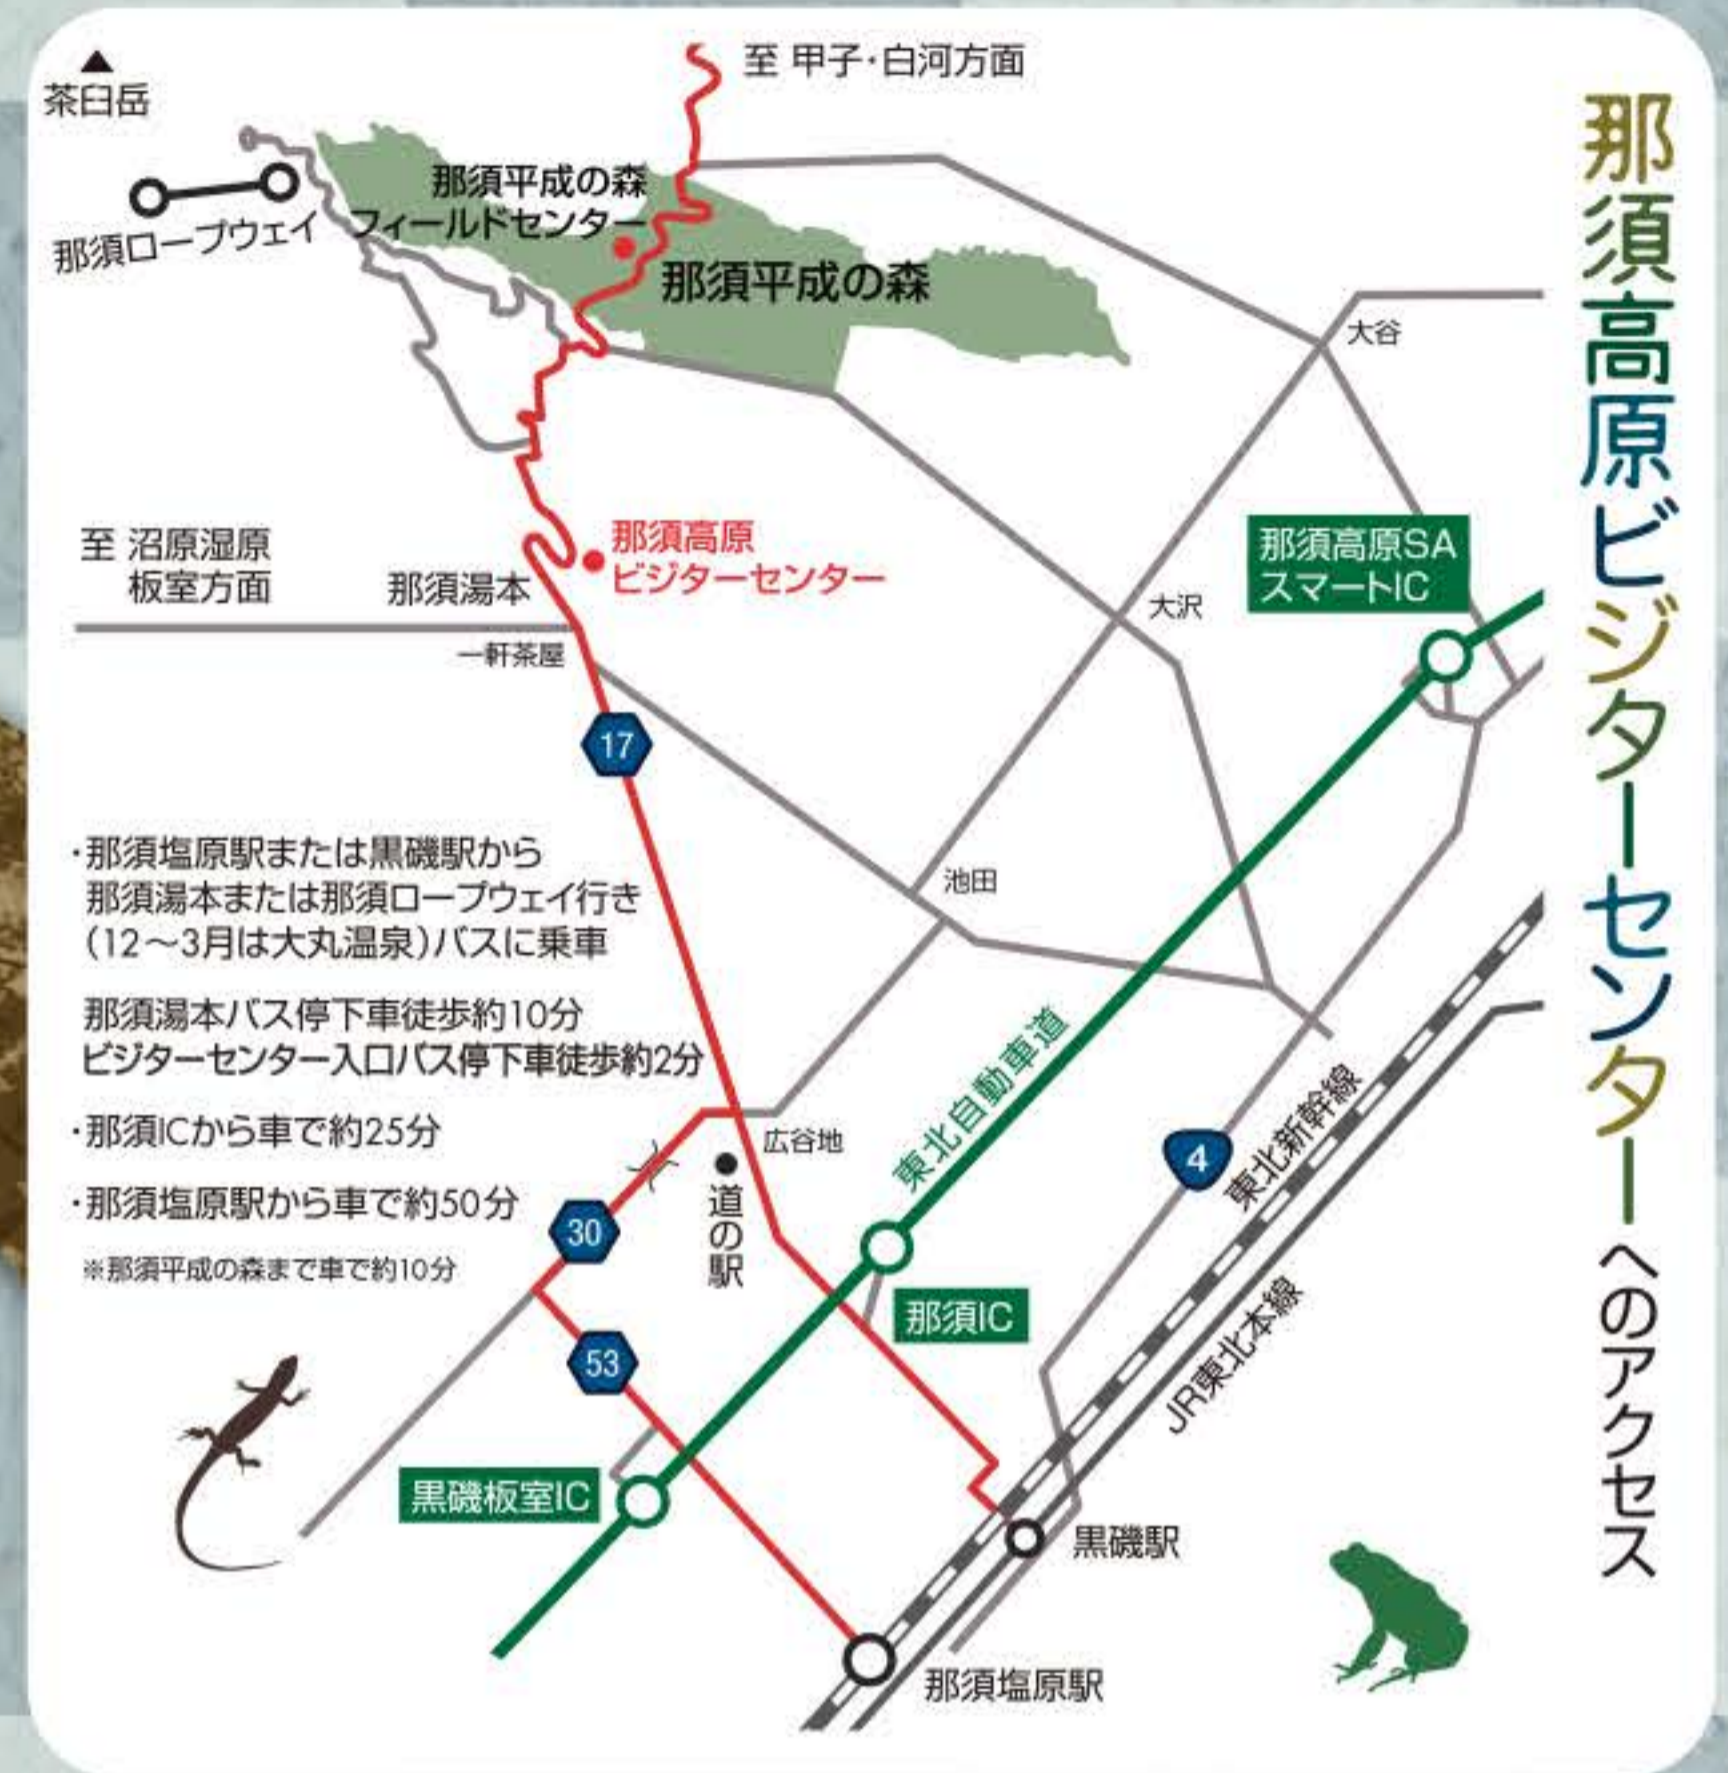 那須高原ビジターセンターへのアクセス
茶臼岳
至 甲子・白河方面
那須ロープウェイ
那須平成の森
フィールドセンター
那須平成の森
大谷
那須高原
ビジターセンター
至 沼原湿原
板室方面
那須湯本
一軒茶屋
大沢
那須高原SA
スマートIC
17
池田
・那須塩原駅または黒磯駅から
那須湯本または那須ロープウェイ行き
(12〜3月は大丸温泉)バスに乗車
那須湯本バス停下車徒歩約10分
ビジターセンター入口バス停下車徒歩約2分
・那須ICから車で約25分
・那須塩原駅から車で約50分
※那須平成の森まで車で約10分
広谷地
道の駅
30
53
東北自動車道
4
東北新幹線
JR東北本線
那須IC
黒磯板室IC
黒磯駅
那須塩原駅